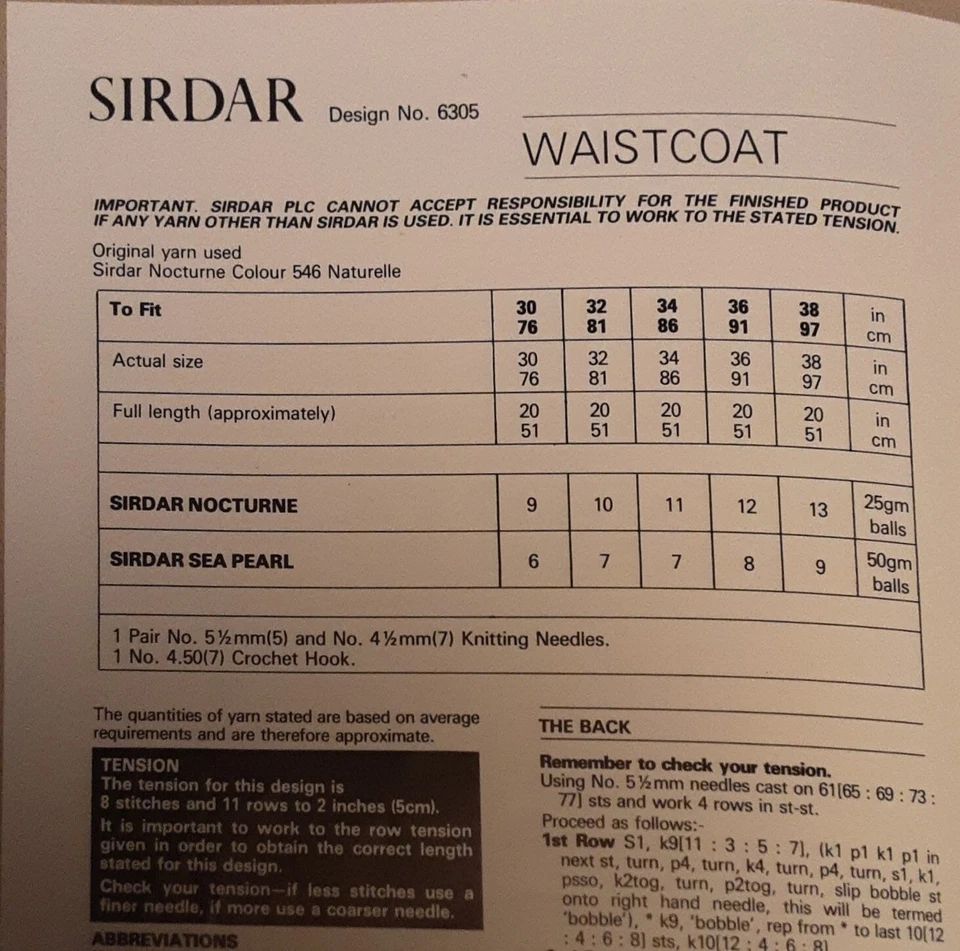 SIRDAR Design No. 6305
WAISTCOAT
IMPORTANT. SIRDAR PLC CANNOT ACCEPT RESPONSIBILITY FOR THE FINISHED PRODUCT
IF ANY YARN OTHER THAN SIRDAR IS USED. IT IS ESSENTIAL TO WORK TO THE STATED TENSION.
Original yarn used
Sirdar Nocturne Colour 546 Naturelle
To Fit 30 32 34 36 38 in
76 81 86 91 97 cm
Actual size 30 32 34 36 38 in
76 81 86 91 97 cm
Full length (approximately) 20 20 20 20 20 in
51 51 51 51 51 cm
SIRDAR NOCTURNE 9 10 11 12 13 25gm
balls
SIRDAR SEA PEARL 6 7 7 8 9 50gm
balls
1 Pair No. 5½mm(5) and No. 4½mm(7) Knitting Needles.
1 No. 4.50(7) Crochet Hook.
The quantities of yarn stated are based on average
requirements and are therefore approximate.
TENSION
The tension for this design is
8 stitches and 11 rows to 2 inches (5cm).
It is important to work to the row tension
given in order to obtain the correct length
stated for this design.
Check your tension—if less stitches use a
finer needle, if more use a coarser needle.
ABBREVIATIONS
THE BACK
Remember to check your tension.
Using No. 5½mm needles cast on 61[65 : 69 : 73 :
77] sts and work 4 rows in st-st.
Proceed as follows:-
1st Row S1, k9[11 : 3 : 5 : 7], (k1 p1 k1 p1 in
next st, turn, p4, turn, k4, turn, p4, turn, s1, k1,
psso, k2tog, turn, p2tog, turn, slip bobble st
onto right hand needle, this will be termed
'bobble'), * k9, 'bobble', rep from * to last 10[12
: 4 : 6 : 8] sts, k10[12 : 4 : 6 : 8].